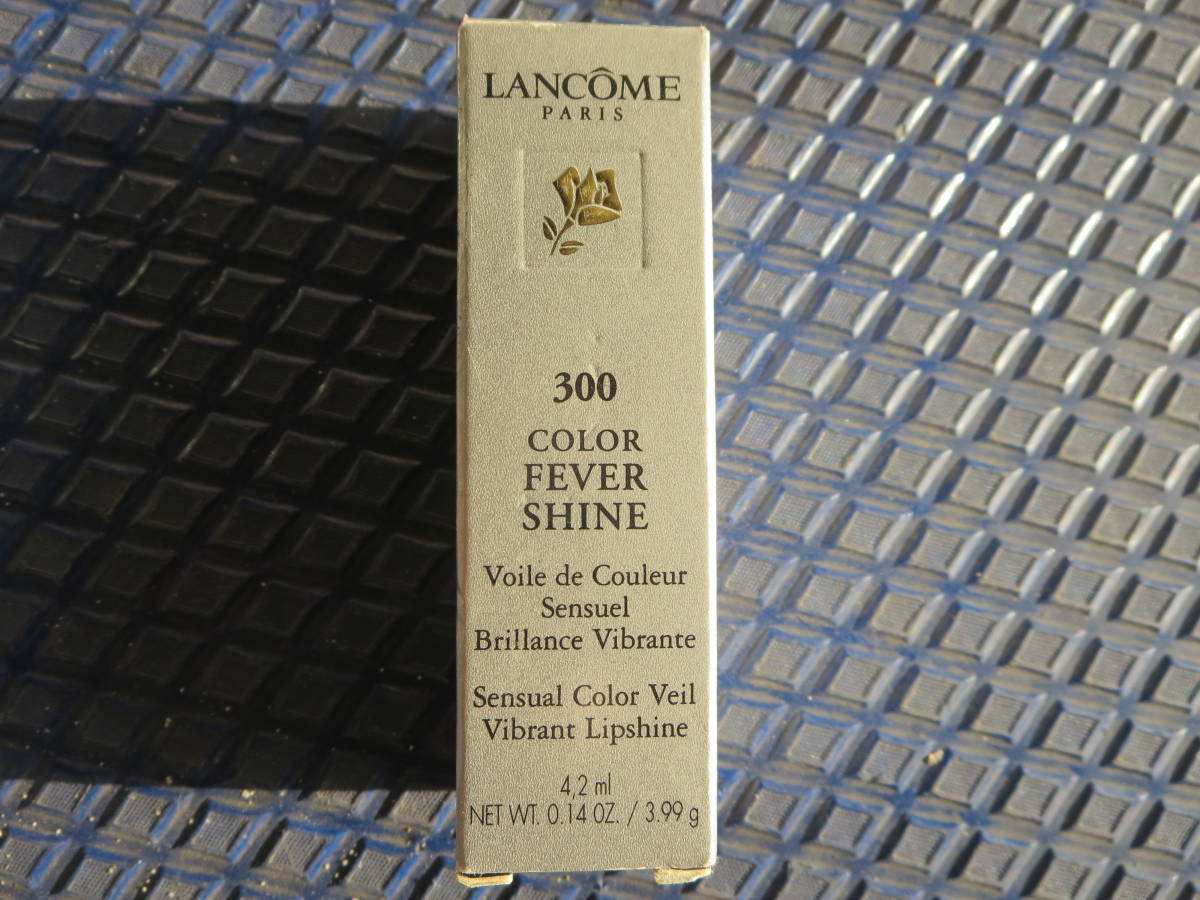 LANCÔME
PARIS
300
COLOR
FEVER
SHINE
Voile de Couleur
Sensuel
Brillance Vibrante
Sensual Color Veil
Vibrant Lipshine
4,2 ml
NET WT. 0.14 OZ. / 3.99 g